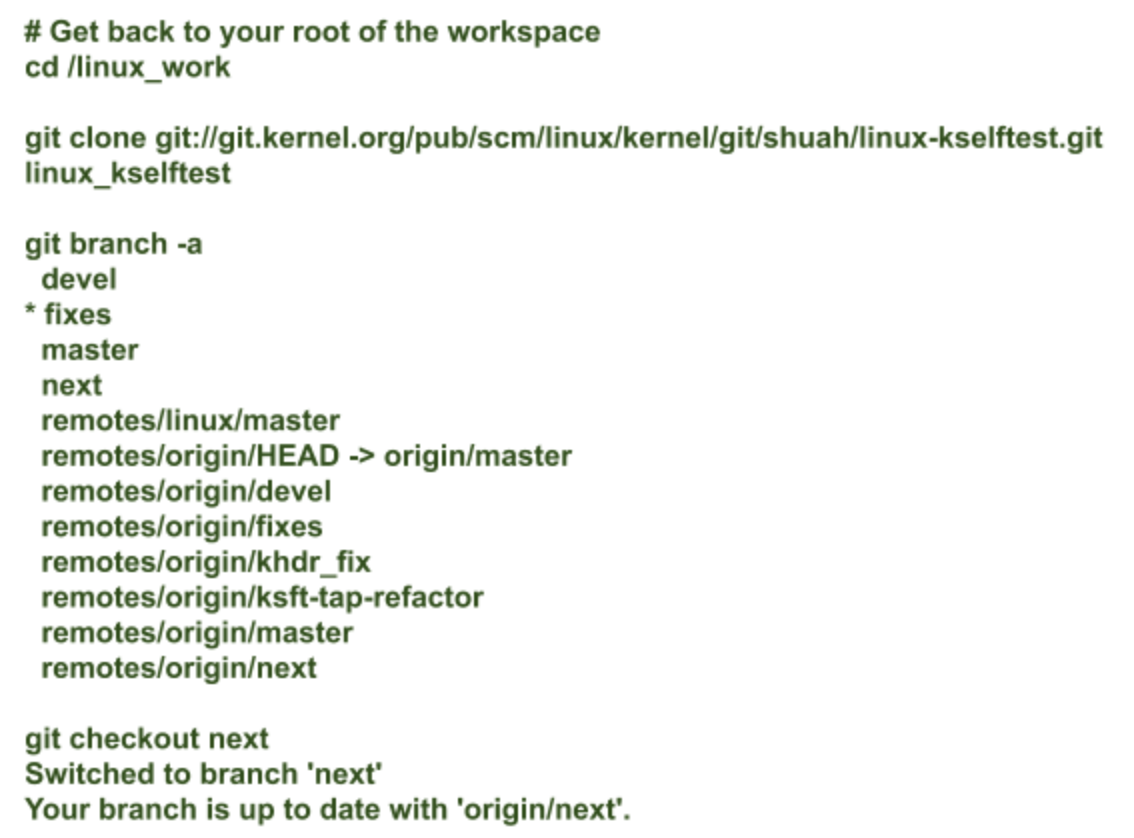 # Get back to your root of the workspace
cd /linux_work
git clone git://git.kernel.org/pub/scm/linux/kernel/git/shuah/linux-kselftest.git
linux_kselftest
git branch -a
devel
* fixes
master
next
remotes/linux/master
remotes/origin/HEAD -> origin/master
remotes/origin/devel
remotes/origin/fixes
remotes/origin/khdr_fix
remotes/origin/ksft-tap-refactor
remotes/origin/master
remotes/origin/next
git checkout next
Switched to branch 'next'
Your branch is up to date with 'origin/next'.